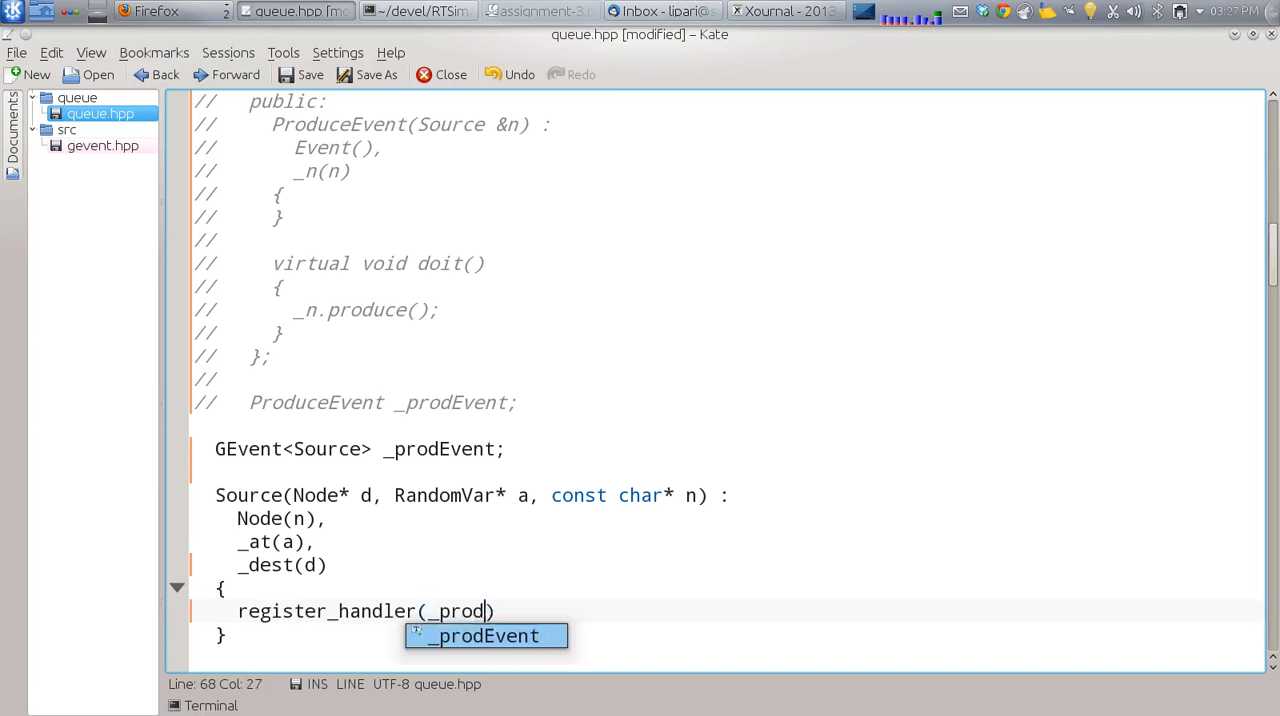 Firefox 2 queue.hpp [mo ~/devel/RTSim assignment-3.p Inbox - lipari@ Xournal - 2013 03:27 PM
queue.hpp [modified] – Kate
File Edit View Bookmarks Sessions Tools Settings Help
New Open Back Forward Save Save As Close Undo Redo
Documents
queue
queue.hpp
src
gevent.hpp
//   public:
//     ProduceEvent(Source &n) :
//       Event(),
//       _n(n)
//     {
//     }
//
//     virtual void doit()
//     {
//       _n.produce();
//     }
//   };
//
//   ProduceEvent _prodEvent;
GEvent<Source> _prodEvent;
Source(Node* d, RandomVar* a, const char* n) :
  Node(n),
  _at(a),
  _dest(d)
{
  register_handler(_prod)
_prodEvent
}
Line: 68 Col: 27 INS LINE UTF-8 queue.hpp
Terminal